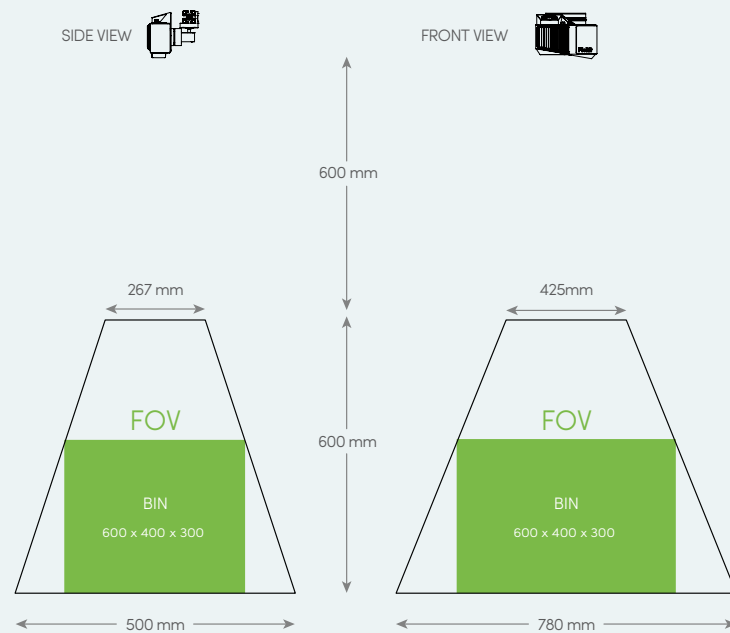 SIDE VIEW
FRONT VIEW
600 mm
267 mm
425mm
FOV
FOV
600 mm
BIN
600 x 400 x 300
BIN
600 x 400 x 300
500 mm
780 mm